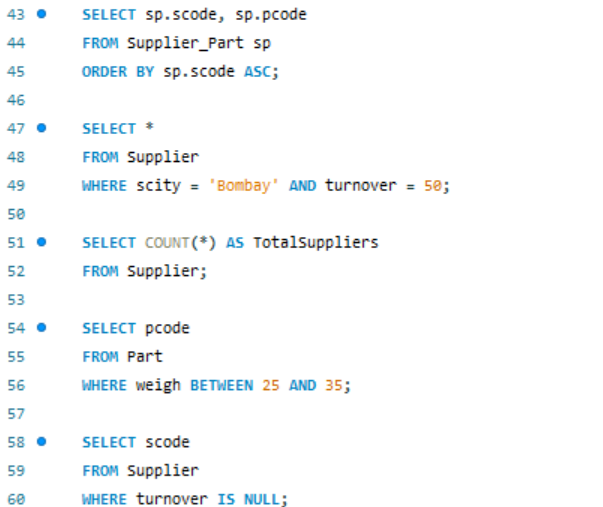 43 SELECT sp.scode, sp.pcode
44 FROM Supplier_Part sp
45 ORDER BY sp.scode ASC;
46
47 SELECT *
48 FROM Supplier
49 WHERE scity = 'Bombay' AND turnover = 50;
50
51 SELECT COUNT(*) AS TotalSuppliers
52 FROM Supplier;
53
54 SELECT pcode
55 FROM Part
56 WHERE weigh BETWEEN 25 AND 35;
57
58 SELECT scode
59 FROM Supplier
60 WHERE turnover IS NULL;